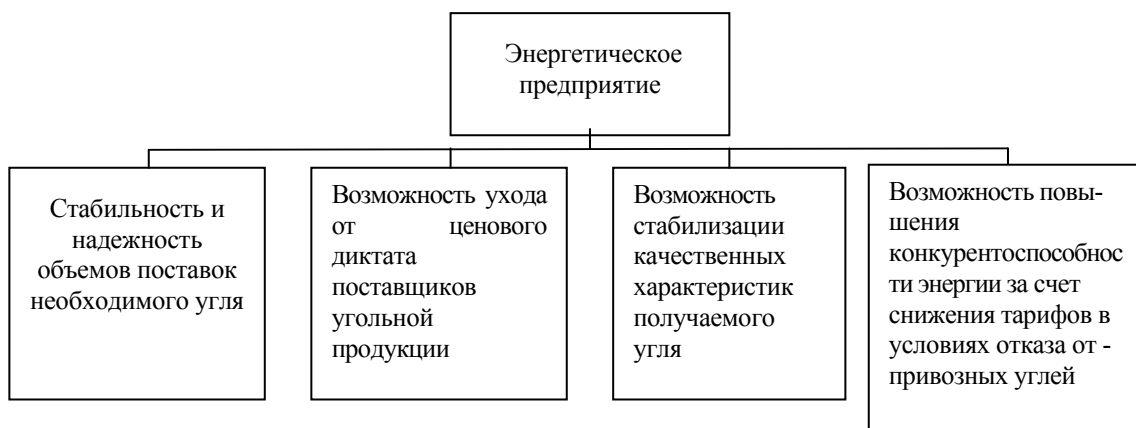 Энергетическое
предприятие
Стабильность и
надежность
объемов поставок
необходимого угля
Возможность ухода
от ценового
диктата
поставщиков
угольной
продукции
Возможность
стабилизации
качественных
характеристик
получаемого
угля
Возможность повы-
шения
конкурентоспособнос
ти энергии за счет
снижения тарифов в
условиях отказа от -
привозных углей